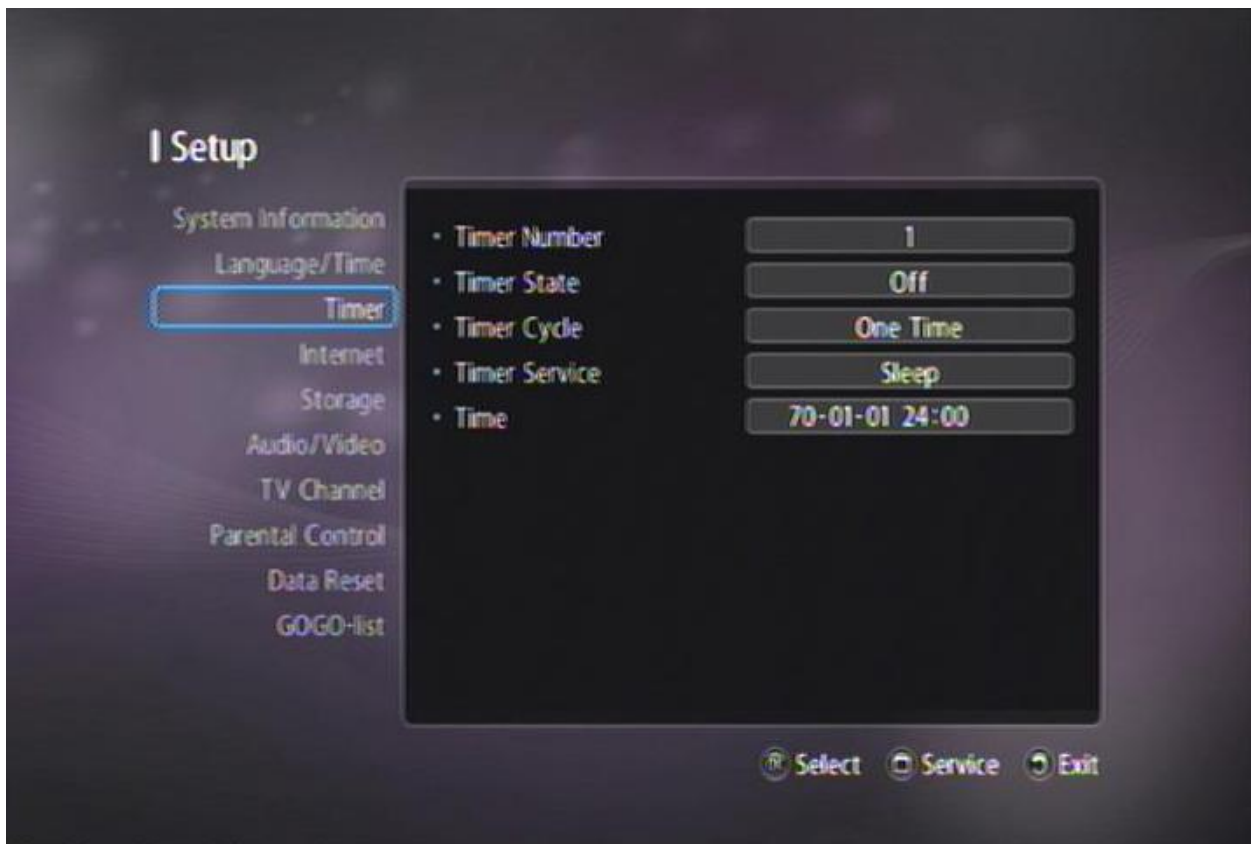 Setup
System Information
Language/Time
Timer
Internet
Storage
Audio/Video
TV Channel
Parental Control
Data Reset
GOGO-list
Timer Number 1
Timer State Off
Timer Cycle One Time
Timer Service Sleep
Time 70-01-01 24:00
Select Service Exit